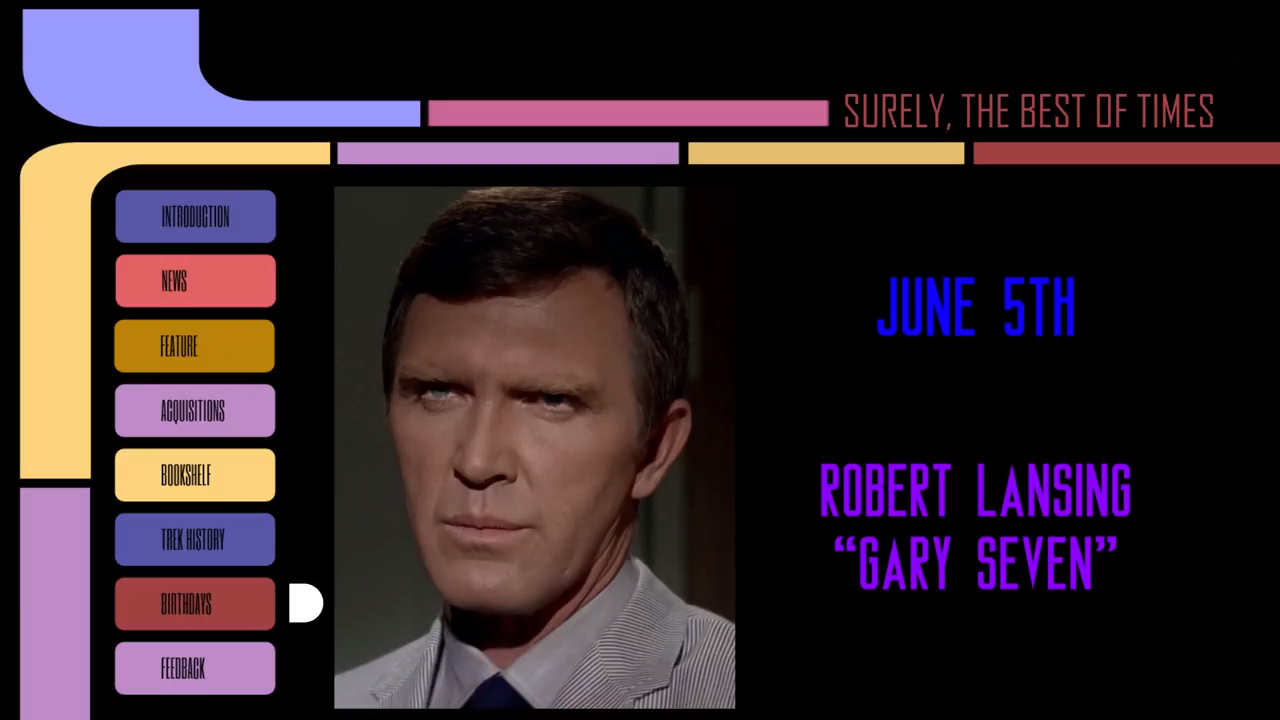 SURELY, THE BEST OF TIMES
INTRODUCTION
NEWS
FEATURE
ACQUISITIONS
BOOKSHELF
TREK HISTORY
BIRTHDAYS
FEEDBACK
JUNE 5TH
ROBERT LANSING
“GARY SEVEN”